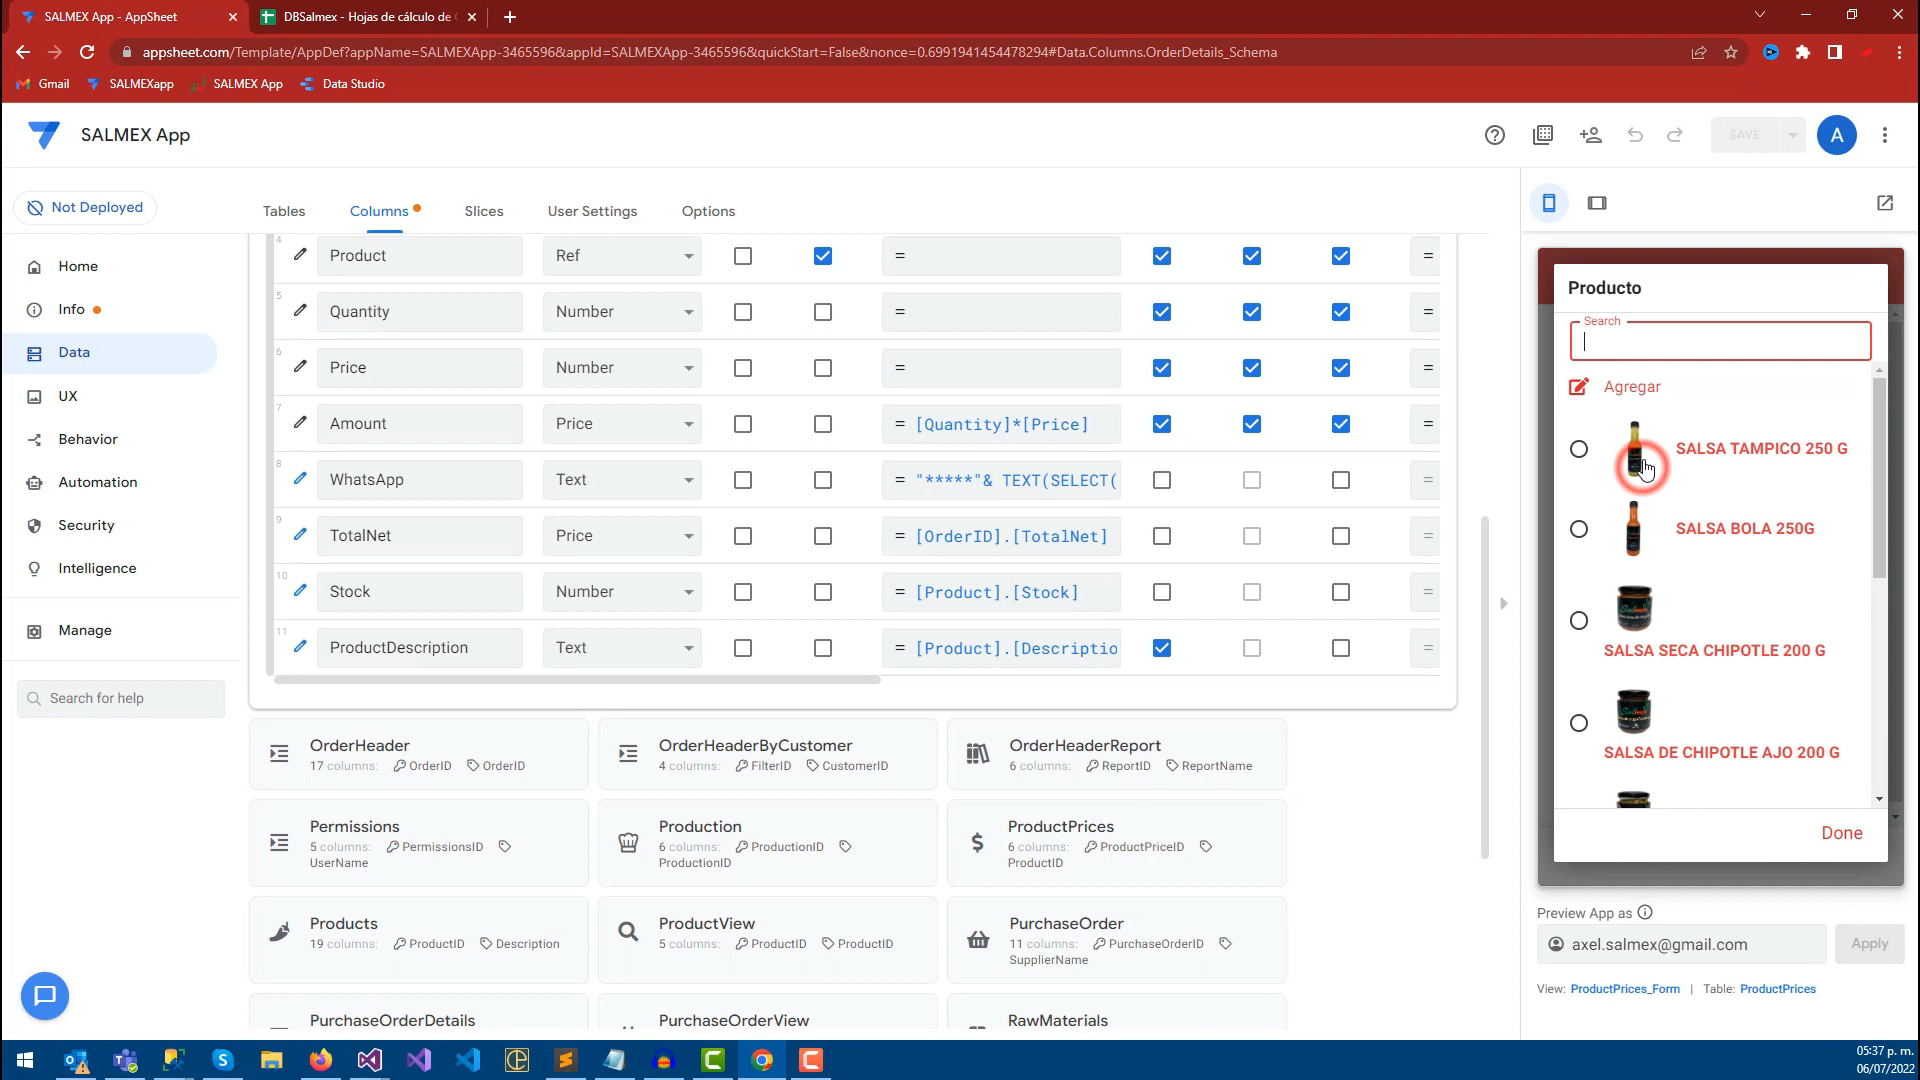 SALMEX App - AppSheet
DBSalmex - Hojas de cálculo de
appsheet.com/Template/AppDef?appName=SALMEXApp-3465596&appId=SALMEXApp-3465596&quickStart=False&nonce=0.6991941454478294#Data.Columns.OrderDetails_Schema
Gmail SALMEXapp SALMEX App Data Studio
SALMEX App
SAVE
A
Not Deployed
Tables Columns Slices User Settings Options
Home
Info
Data
UX
Behavior
Automation
Security
Intelligence
Manage
Search for help
4 Product Ref = =
5 Quantity Number = =
6 Price Number = =
7 Amount Price = [Quantity]*[Price] =
8 WhatsApp Text = "*****"& TEXT(SELECT( =
9 TotalNet Price = [OrderID].[TotalNet] =
10 Stock Number = [Product].[Stock] =
11 ProductDescription Text = [Product].[Descriptio =
OrderHeader
17 columns: OrderID OrderID
OrderHeaderByCustomer
4 columns: FilterID CustomerID
OrderHeaderReport
6 columns: ReportID ReportName
Permissions
5 columns: PermissionsID
UserName
Production
6 columns: ProductionID
ProductionID
ProductPrices
6 columns: ProductPriceID
ProductID
Products
19 columns: ProductID Description
ProductView
5 columns: ProductID ProductID
PurchaseOrder
11 columns: PurchaseOrderID
SupplierName
PurchaseOrderDetails
PurchaseOrderView
RawMaterials
Producto
Search
Agregar
SALSA TAMPICO 250 G
SALSA BOLA 250G
SALSA SECA CHIPOTLE 200 G
SALSA DE CHIPOTLE AJO 200 G
Done
Preview App as
axel.salmex@gmail.com
Apply
View: ProductPrices_Form | Table: ProductPrices
05:37 p. m.
06/07/2022